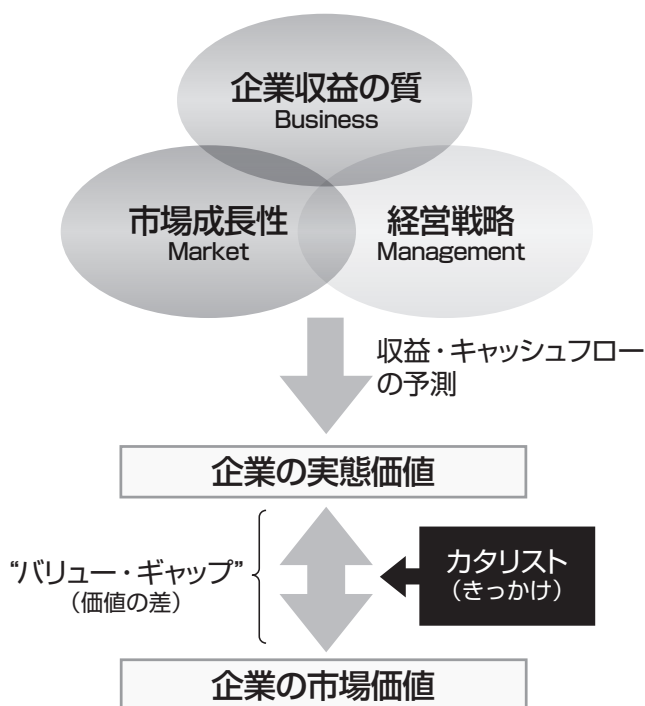 企業収益の質
Business
市場成長性
Market
経営戦略
Management
収益・キャッシュフロー
の予測
企業の実態価値
“バリュー・ギャップ”
（価値の差）
カタリスト
（きっかけ）
企業の市場価値